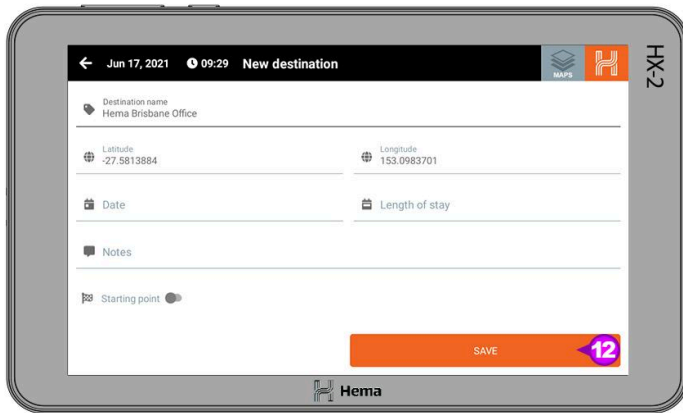 Jun 17, 2021 09:29 New destination
MAPS
HX-2
Destination name
Hema Brisbane Office
Latitude
-27.5813884
Longitude
153.0983701
Date
Length of stay
Notes
Starting point
SAVE
12
Hema